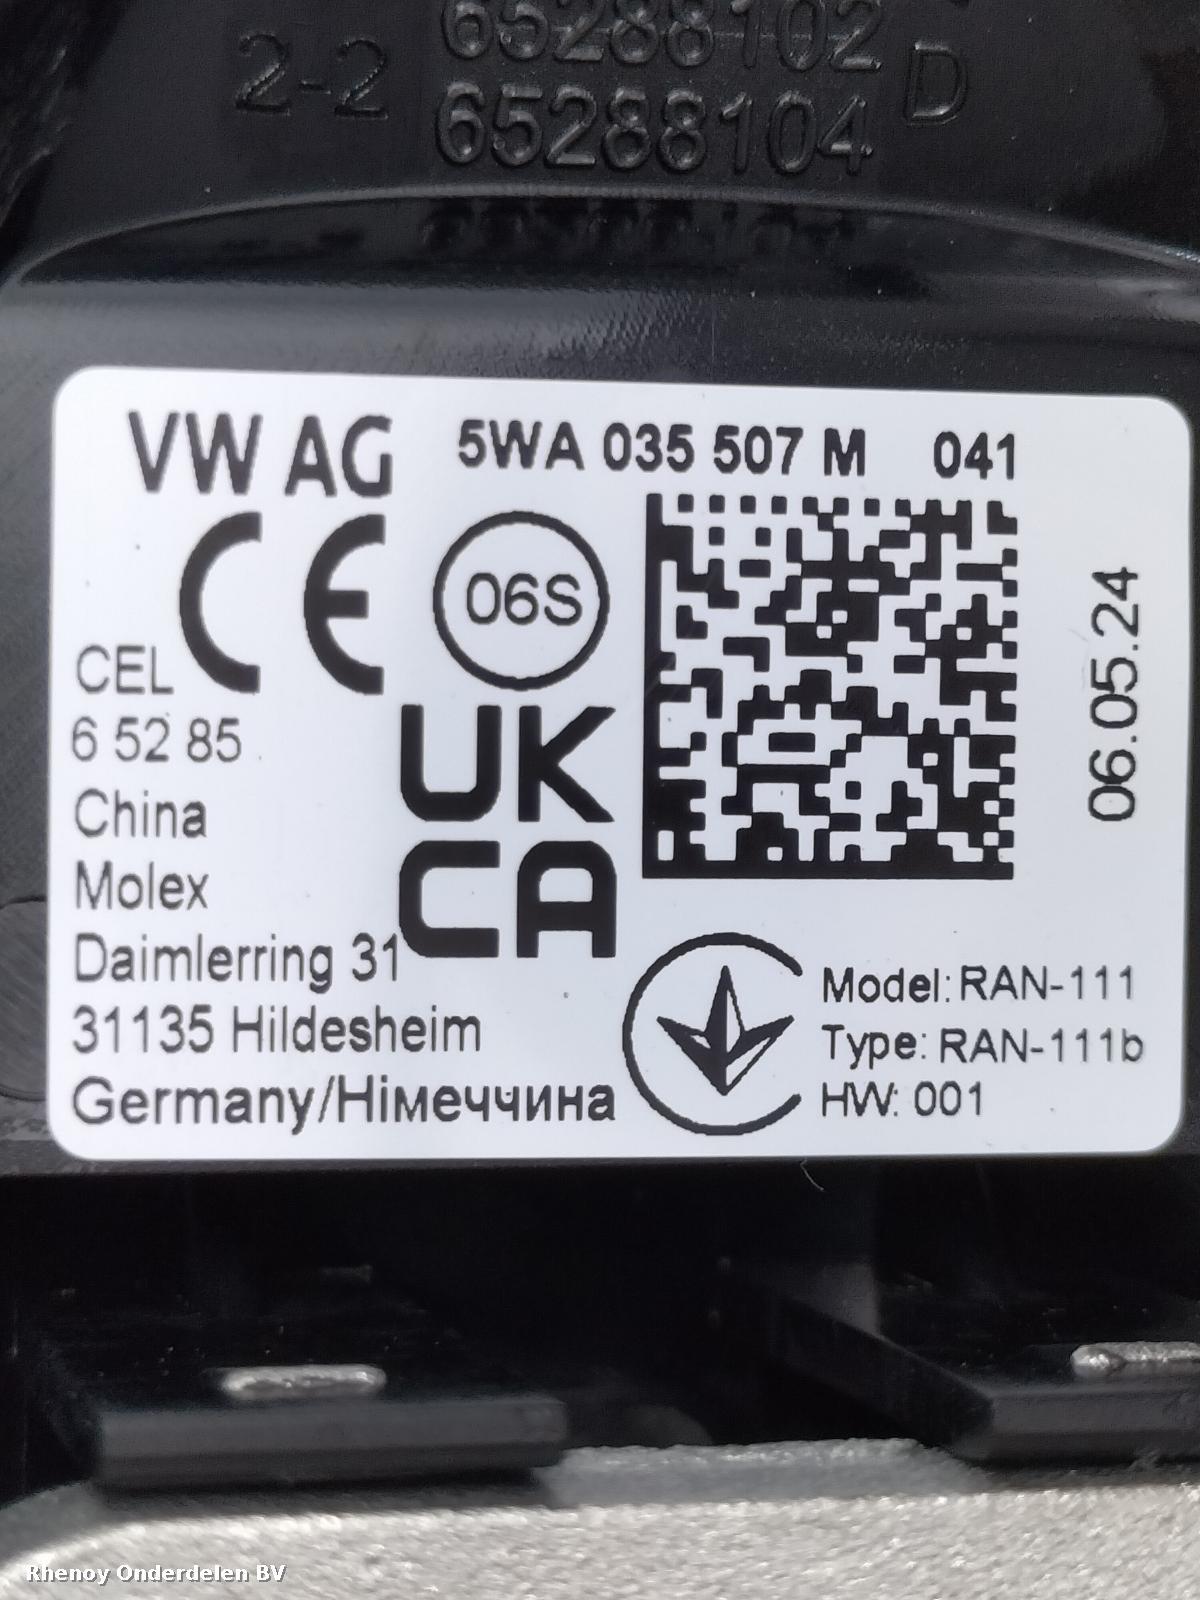 65288102
2-2 D
65288104
VW AG 5WA 035 507 M 041
CE
06S
06.05.24
CEL
6 52 85
China
Molex
Daimlerring 31
31135 Hildesheim
Germany/Німеччина
UK
CA
Model: RAN-111
Type: RAN-111b
HW: 001
Rhenoy Onderdelen BV